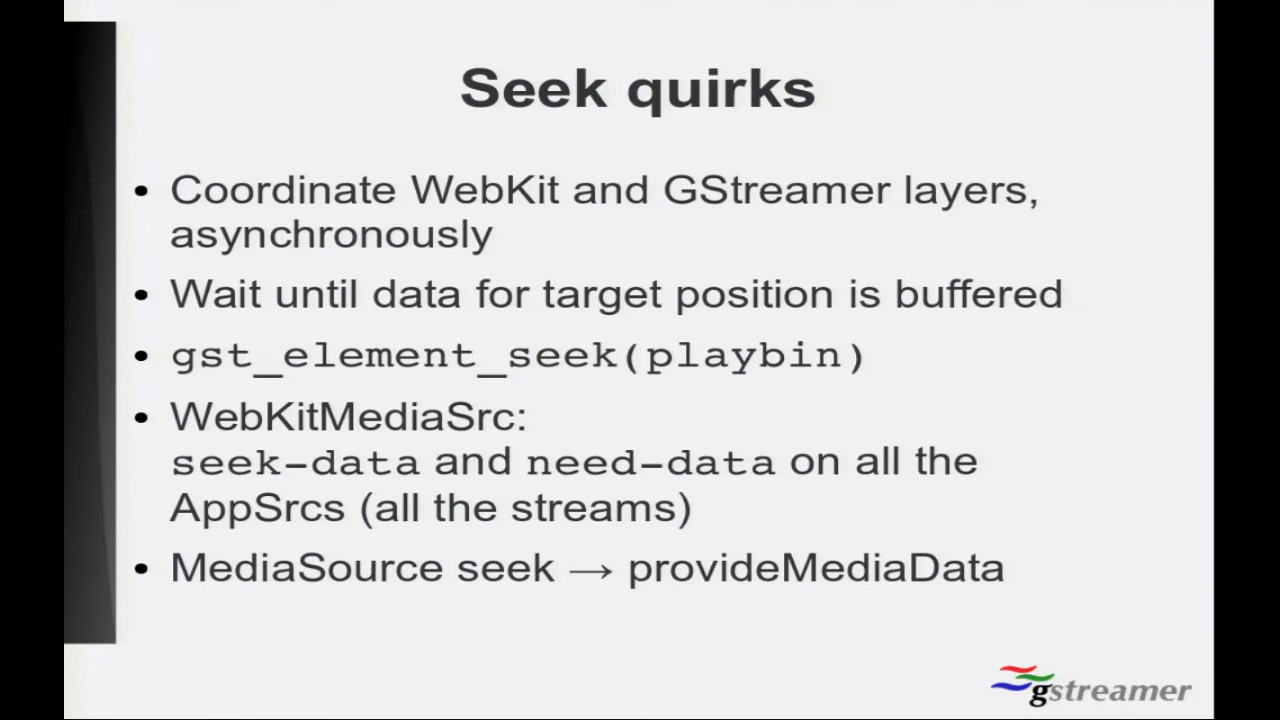 Seek quirks
• Coordinate WebKit and GStreamer layers,
asynchronously
• Wait until data for target position is buffered
• gst_element_seek(playbin)
• WebKitMediaSrc:
seek-data and need-data on all the
AppSrcs (all the streams)
• MediaSource seek → provideMediaData
gstreamer